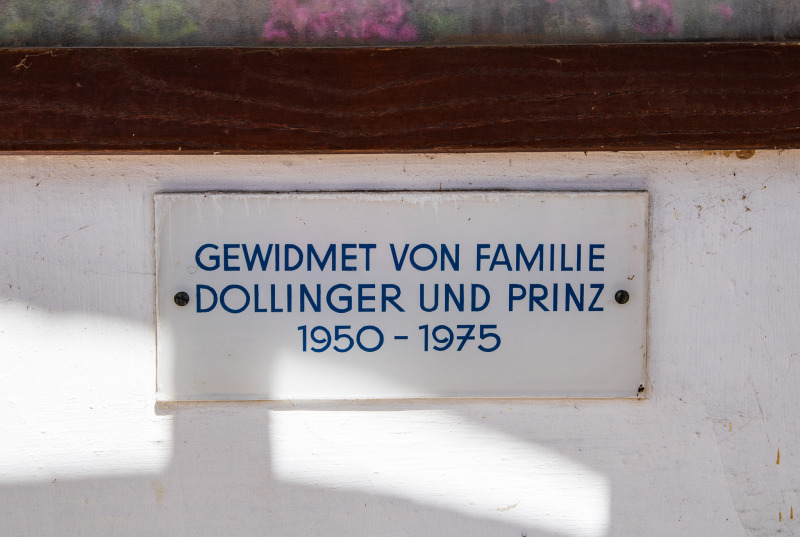 GEWIDMET VON FAMILIE
DOLLINGER UND PRINZ
1950 - 1975